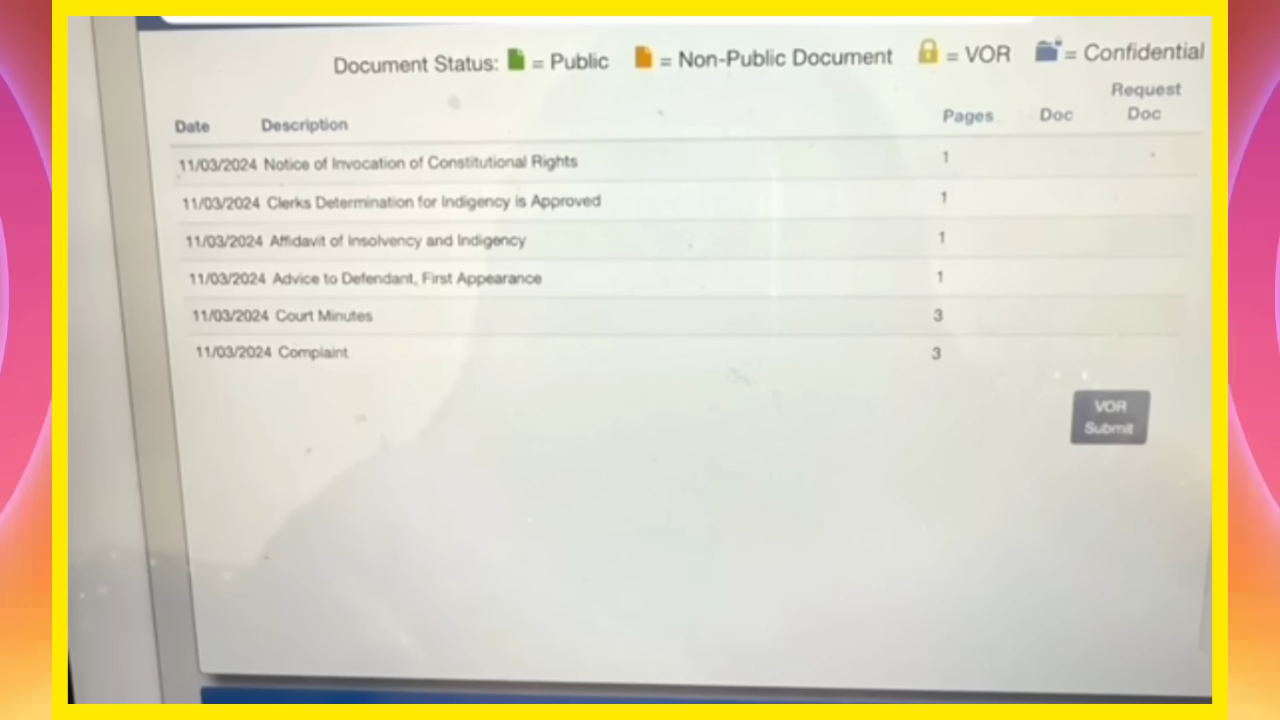 Document Status: = Public = Non-Public Document = VOR = Confidential
Date Description Pages Doc Request Doc
11/03/2024 Notice of Invocation of Constitutional Rights 1
11/03/2024 Clerks Determination for Indigency is Approved 1
11/03/2024 Affidavit of Insolvency and Indigency 1
11/03/2024 Advice to Defendant, First Appearance 1
11/03/2024 Court Minutes 3
11/03/2024 Complaint 3
VOR
Submit